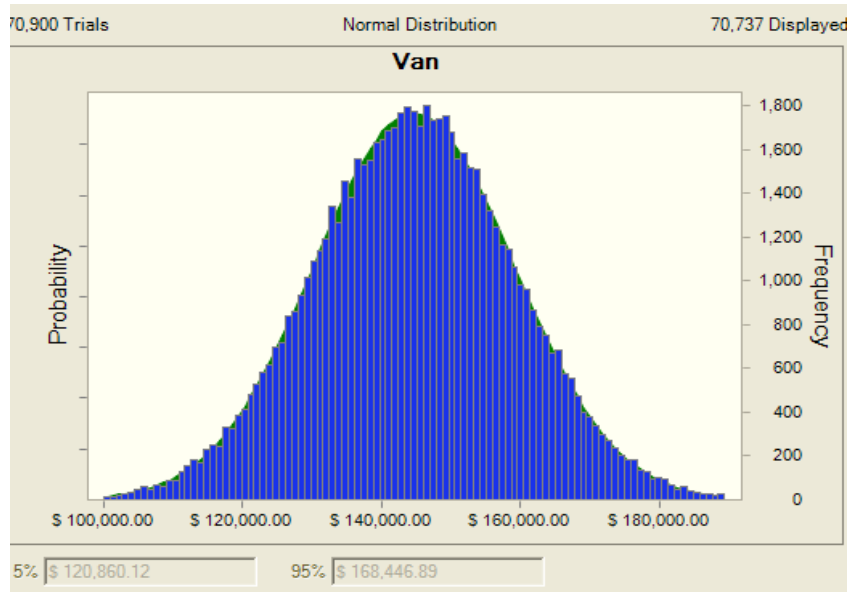 70,900 Trials Normal Distribution 70,737 Displayed
Van
Probability
Frequency
1,800
1,600
1,400
1,200
1,000
800
600
400
200
0
$ 100,000.00 $ 120,000.00 $ 140,000.00 $ 160,000.00 $ 180,000.00
5% $ 120,860.12 95% $ 168,446.89